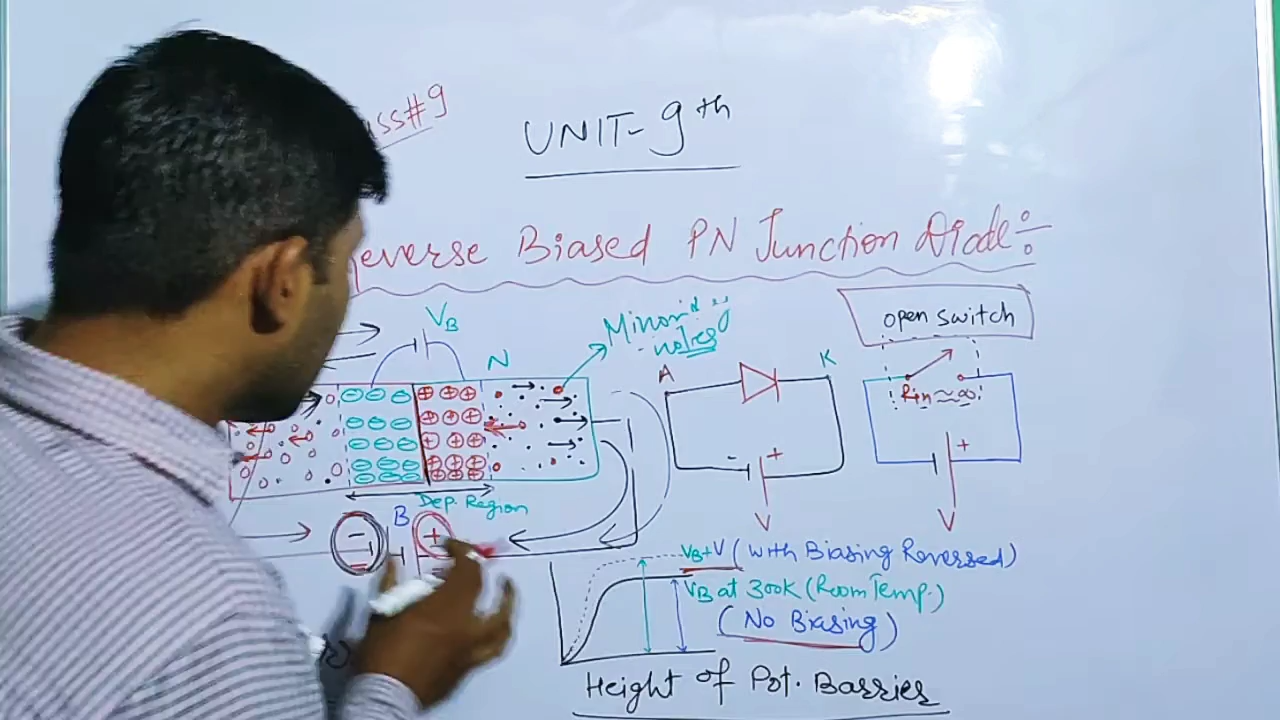 ss#9
UNIT-9th
Reverse Biased PN Junction Diode÷
VB
N
Minority
holes
A
K
open switch
Rin ≈ ∞
- +
+
V
V
Dep. Region
- B +
VB+V (with Biasing Reversed)
VB at 300K (Room Temp.)
(No Biasing)
Height of Pot. Barrier